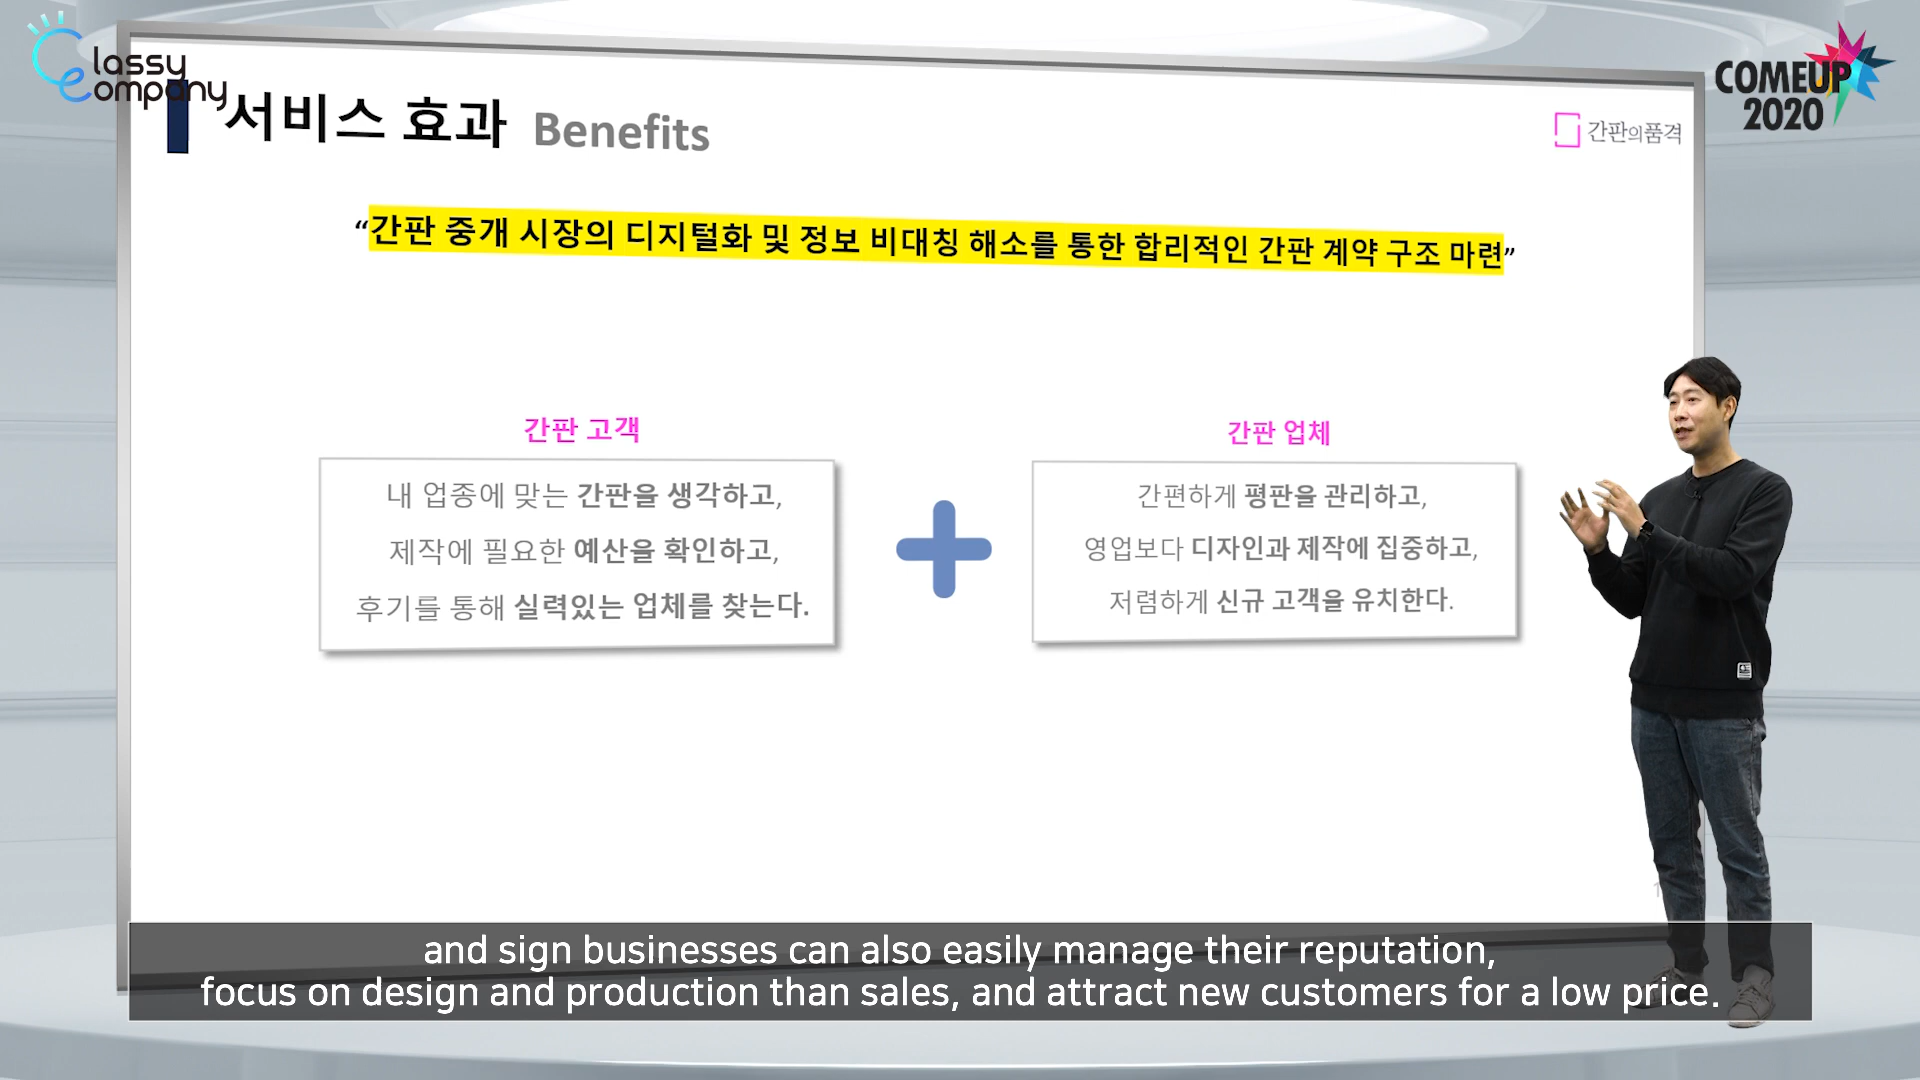 Classy
Company
COMEUP
2020
서비스 효과 Benefits
간판의품격
“간판 중개 시장의 디지털화 및 정보 비대칭 해소를 통한 합리적인 간판 계약 구조 마련”
간판 고객
내 업종에 맞는 간판을 생각하고,
제작에 필요한 예산을 확인하고,
후기를 통해 실력있는 업체를 찾는다.
간판 업체
간편하게 평판을 관리하고,
영업보다 디자인과 제작에 집중하고,
저렴하게 신규 고객을 유치한다.
and sign businesses can also easily manage their reputation,
focus on design and production than sales, and attract new customers for a low price.